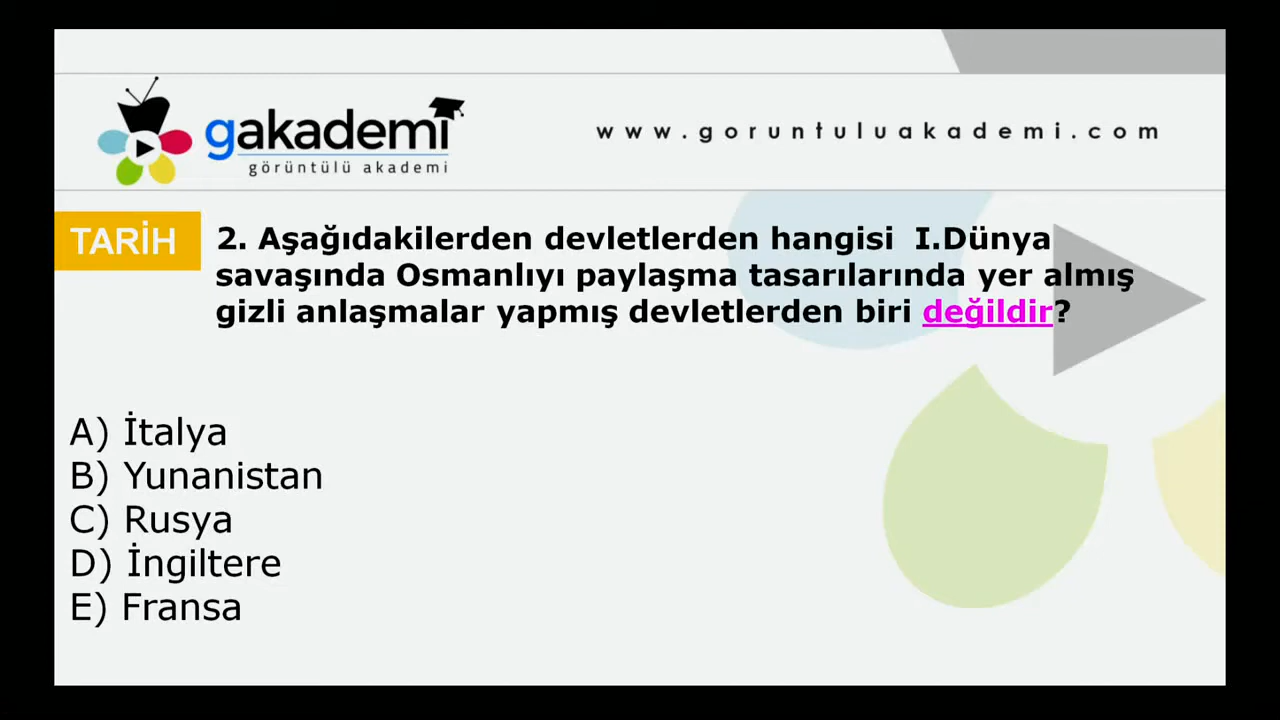 gakademi
görüntülü akademi
www.goruntuluakademi.com
TARİH
2. Aşağıdakilerden devletlerden hangisi I.Dünya
savaşında Osmanlıyı paylaşma tasarılarında yer almış
gizli anlaşmalar yapmış devletlerden biri değildir?
A) İtalya
B) Yunanistan
C) Rusya
D) İngiltere
E) Fransa